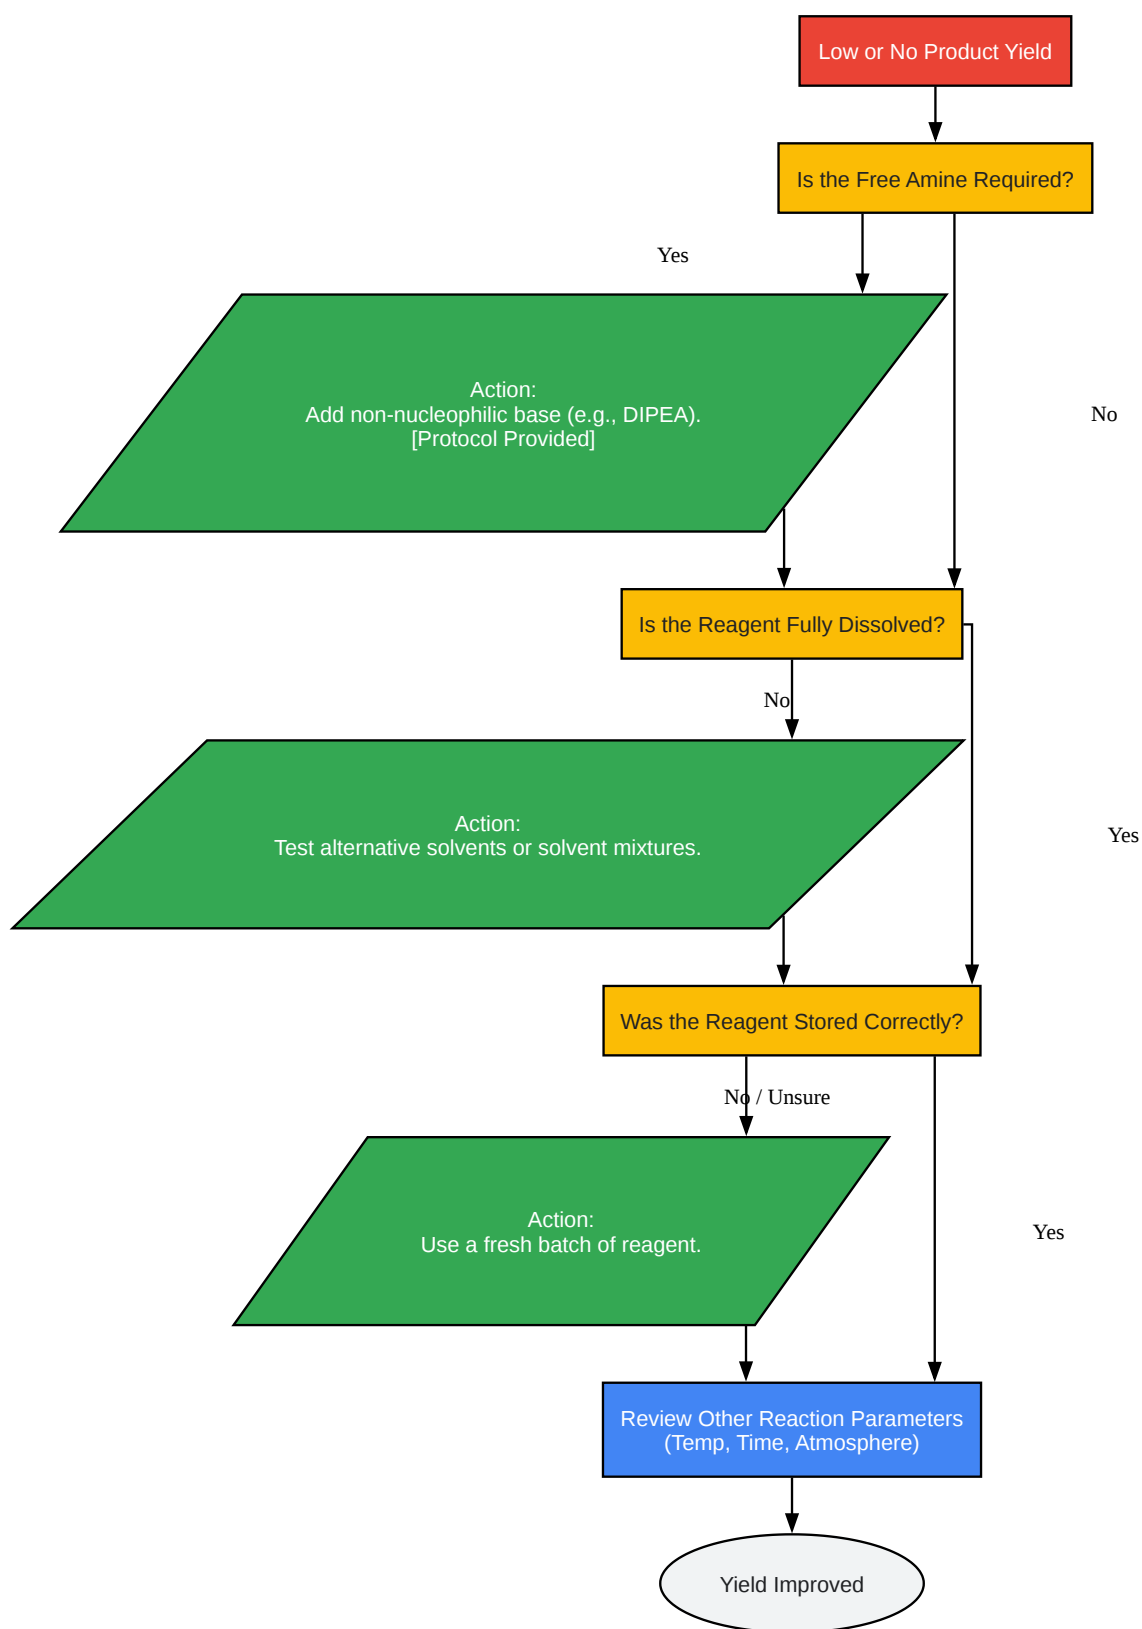 Low or No Product Yield
Is the Free Amine Required?
Yes
Action:
Add non-nucleophilic base (e.g., DIPEA).
[Protocol Provided]
No
Is the Reagent Fully Dissolved?
No
Action:
Test alternative solvents or solvent mixtures.
Yes
Was the Reagent Stored Correctly?
No / Unsure
Action:
Use a fresh batch of reagent.
Yes
Review Other Reaction Parameters
(Temp, Time, Atmosphere)
Yield Improved